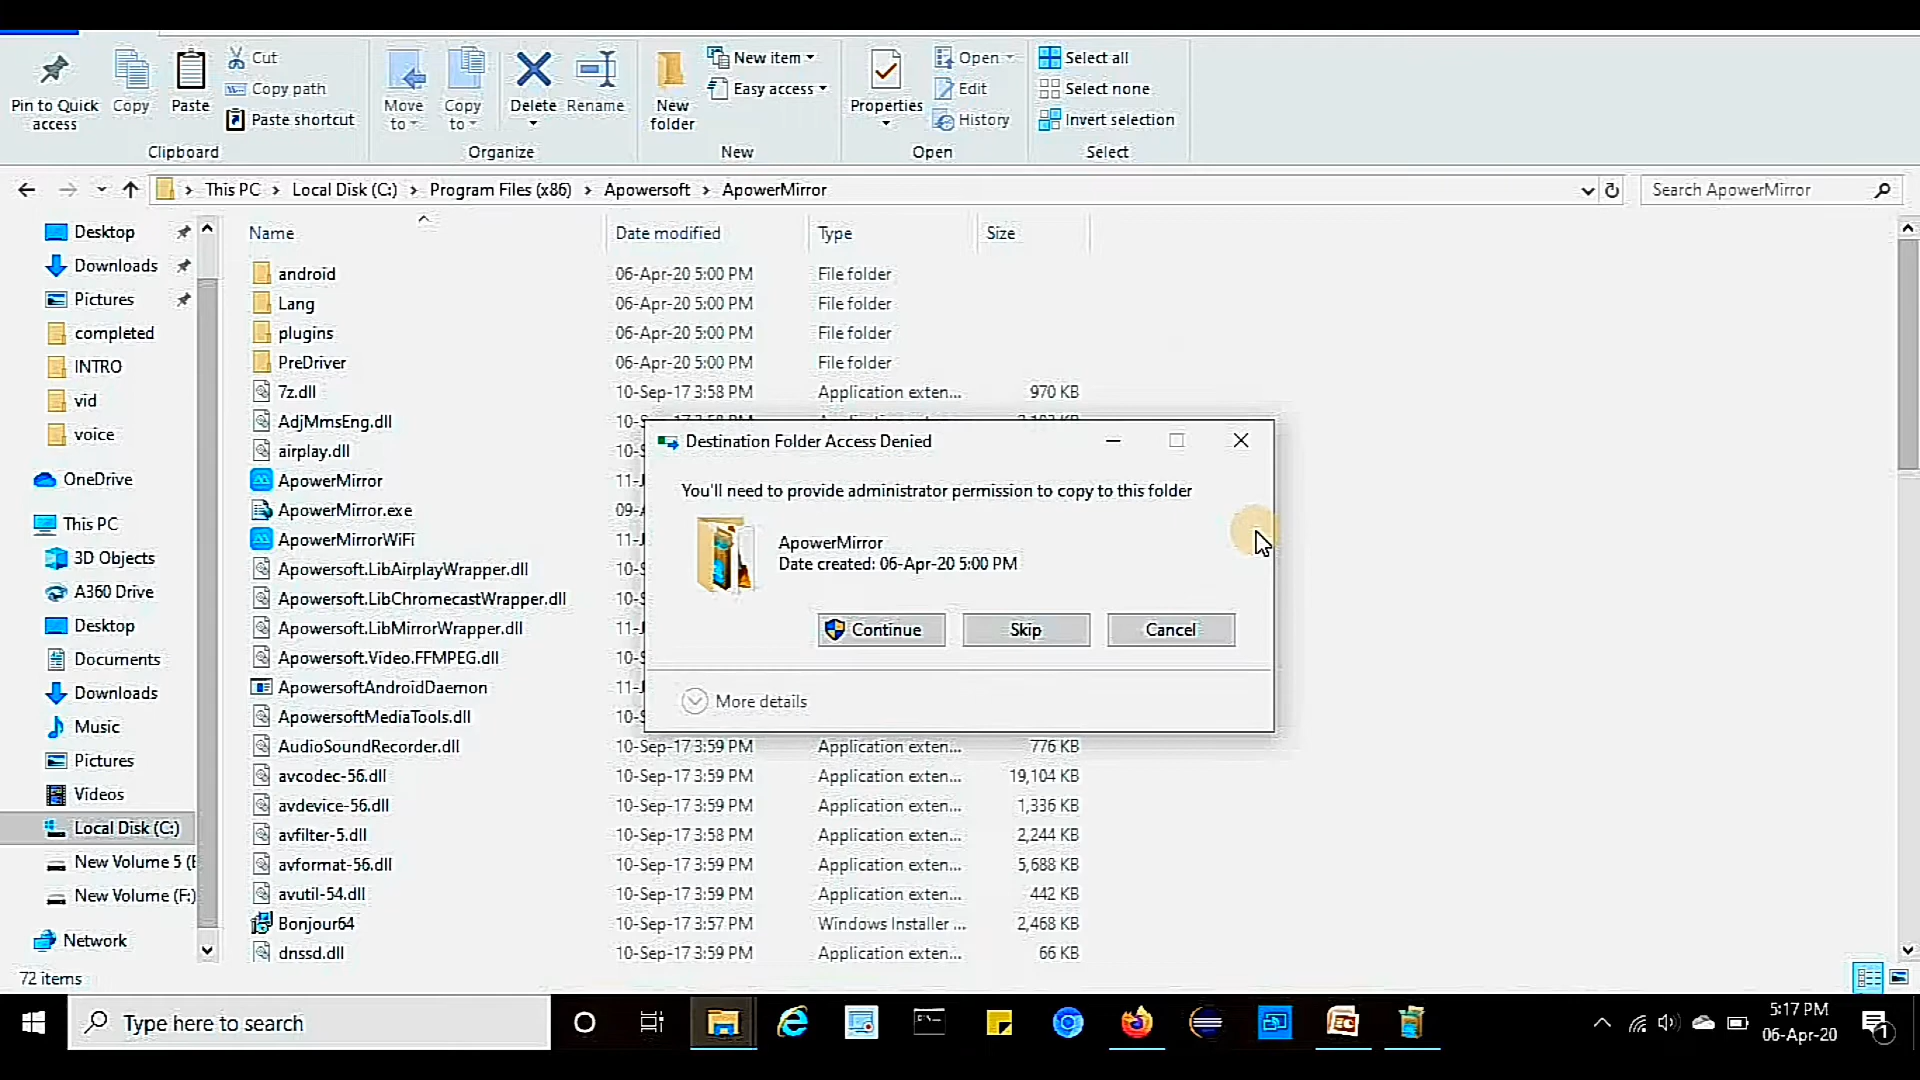 Pin to Quick access
Copy
Paste
Cut
Copy path
Paste shortcut
Clipboard
Move to
Copy to
Delete
Rename
Organize
New folder
New item
Easy access
New
Properties
Open
Edit
History
Open
Select all
Select none
Invert selection
Select
This PC > Local Disk (C:) > Program Files (x86) > Apowersoft > ApowerMirror
Search ApowerMirror
Desktop
Downloads
Pictures
completed
INTRO
vid
voice
OneDrive
This PC
3D Objects
A360 Drive
Desktop
Documents
Downloads
Music
Pictures
Videos
Local Disk (C:)
New Volume 5 (
New Volume (F:)
Network
Name Date modified Type Size
android 06-Apr-20 5:00 PM File folder
Lang 06-Apr-20 5:00 PM File folder
plugins 06-Apr-20 5:00 PM File folder
PreDriver 06-Apr-20 5:00 PM File folder
7z.dll 10-Sep-17 3:58 PM Application exten... 970 KB
AdjMmsEng.dll
airplay.dll
ApowerMirror
ApowerMirror.exe
ApowerMirrorWiFi
Apowersoft.LibAirplayWrapper.dll
Apowersoft.LibChromecastWrapper.dll
Apowersoft.LibMirrorWrapper.dll
Apowersoft.Video.FFMPEG.dll
ApowersoftAndroidDaemon
ApowersoftMediaTools.dll
AudioSoundRecorder.dll 10-Sep-17 3:59 PM Application exten... 776 KB
avcodec-56.dll 10-Sep-17 3:59 PM Application exten... 19,104 KB
avdevice-56.dll 10-Sep-17 3:59 PM Application exten... 1,336 KB
avfilter-5.dll 10-Sep-17 3:58 PM Application exten... 2,244 KB
avformat-56.dll 10-Sep-17 3:59 PM Application exten... 5,688 KB
avutil-54.dll 10-Sep-17 3:59 PM Application exten... 442 KB
Bonjour64 10-Sep-17 3:57 PM Windows Installer ... 2,468 KB
dnssd.dll 10-Sep-17 3:59 PM Application exten... 66 KB
Destination Folder Access Denied
You'll need to provide administrator permission to copy to this folder
ApowerMirror
Date created: 06-Apr-20 5:00 PM
Continue Skip Cancel
More details
72 items
Type here to search
5:17 PM
06-Apr-20
1